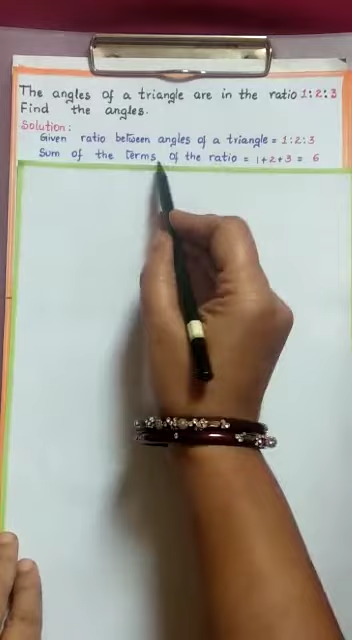 The angles of a triangle are in the ratio 1:2:3
Find the angles.
Solution:
Given ratio between angles of a triangle = 1:2:3
Sum of the terms of the ratio = 1+2+3 = 6